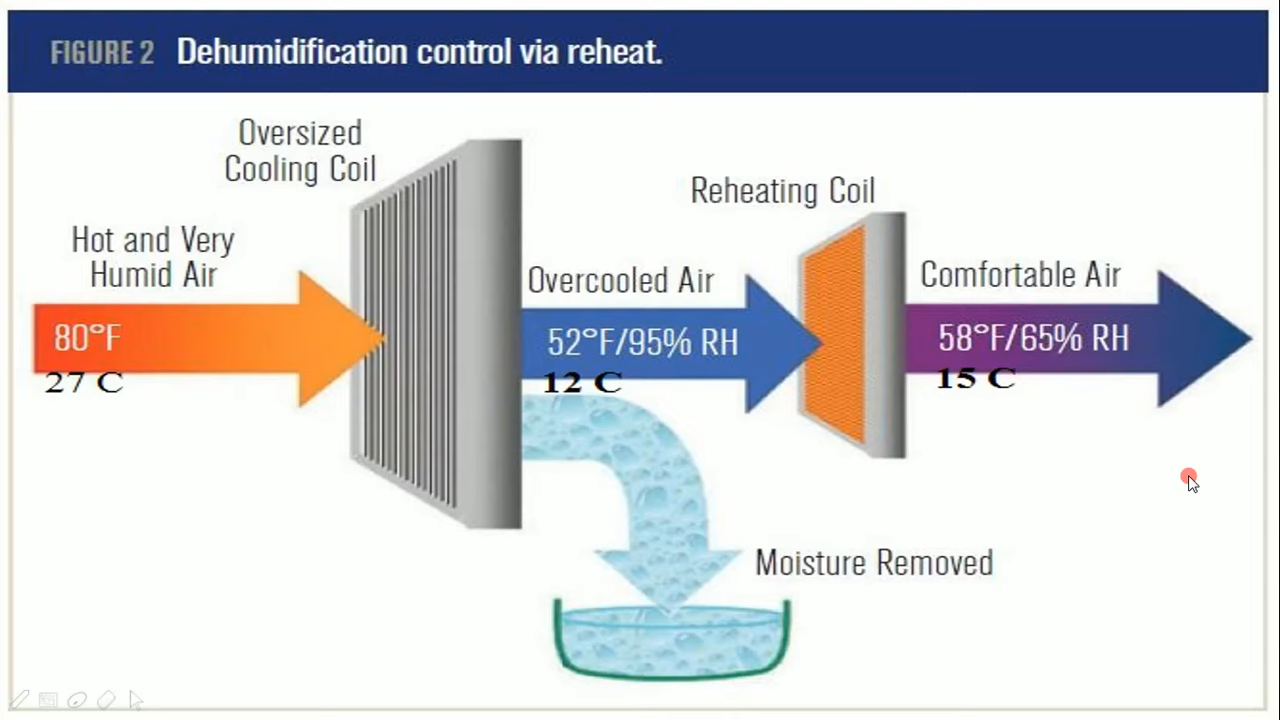 FIGURE 2 Dehumidification control via reheat.
Oversized
Cooling Coil
Reheating Coil
Hot and Very
Humid Air
Overcooled Air
Comfortable Air
80°F
52°F/95% RH
58°F/65% RH
27 C
12 C
15 C
Moisture Removed